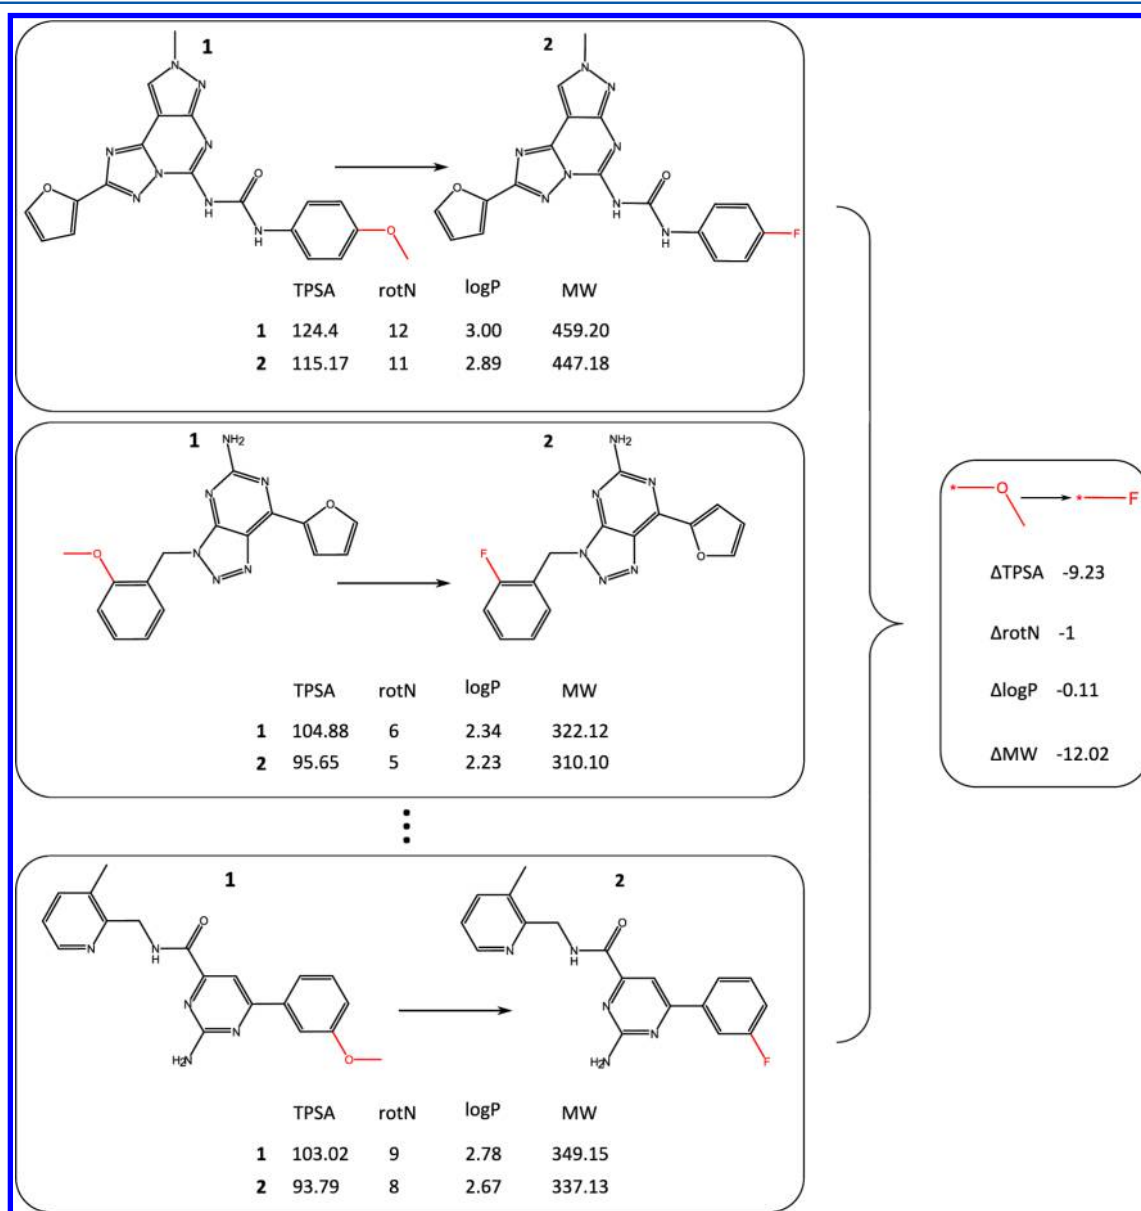 1 2
N N N N N N N N H O N H O O
N N N N N N N N H O N H O F
TPSA rotN logP MW
1 124.4 12 3.00 459.20
2 115.17 11 2.89 447.18
1 2
NH2 N N N N N O O
NH2 N N N N N O F
TPSA rotN logP MW
1 104.88 6 2.34 322.12
2 95.65 5 2.23 310.10
1 2
N N H O N N H2N O
N N H O N N H2N F
TPSA rotN logP MW
1 103.02 9 2.78 349.15
2 93.79 8 2.67 337.13
* O * F
ΔTPSA -9.23
ΔrotN -1
ΔlogP -0.11
ΔMW -12.02